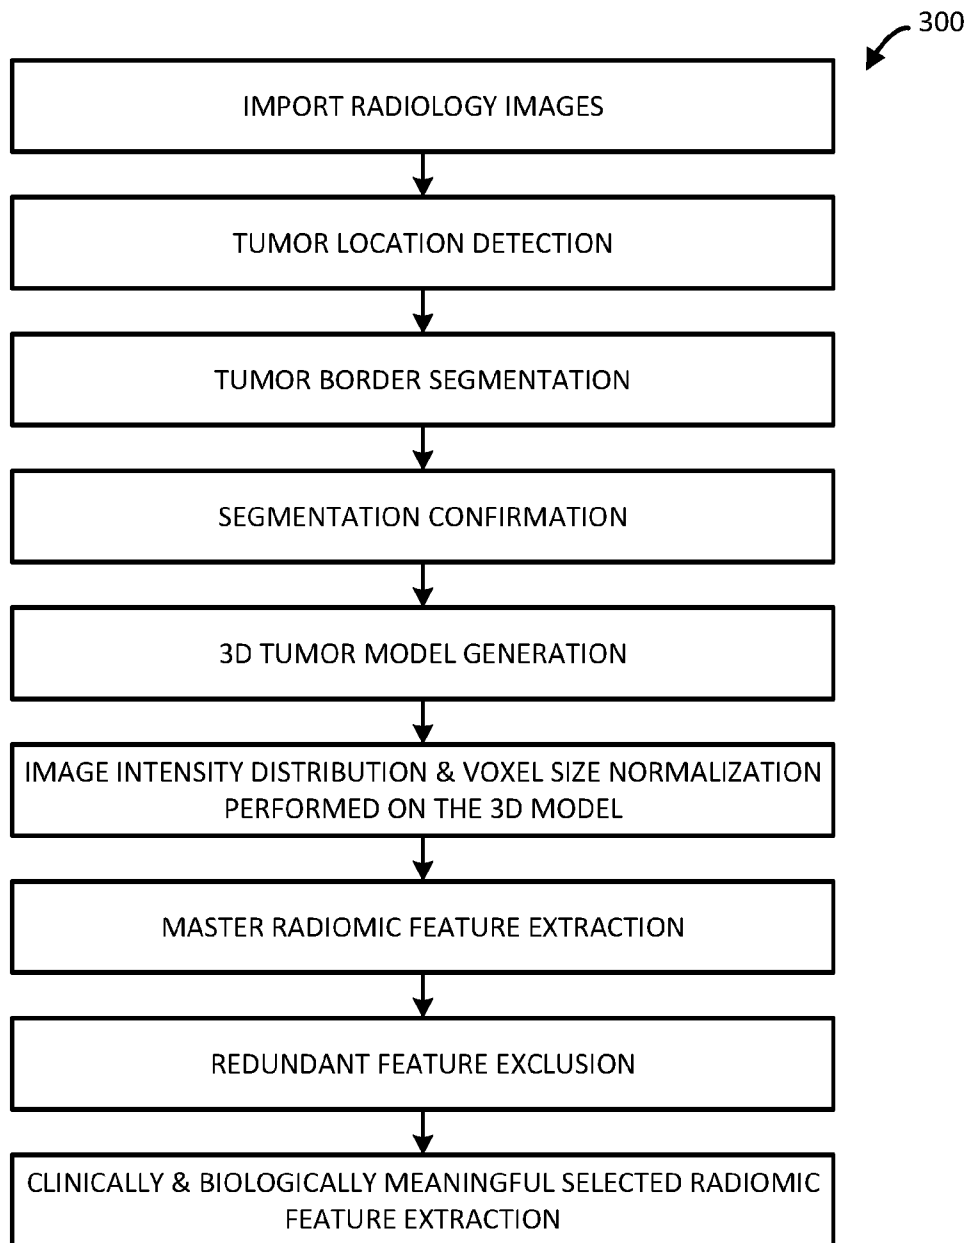 300
IMPORT RADIOLOGY IMAGES
TUMOR LOCATION DETECTION
TUMOR BORDER SEGMENTATION
SEGMENTATION CONFIRMATION
3D TUMOR MODEL GENERATION
IMAGE INTENSITY DISTRIBUTION & VOXEL SIZE NORMALIZATION
PERFORMED ON THE 3D MODEL
MASTER RADIOMIC FEATURE EXTRACTION
REDUNDANT FEATURE EXCLUSION
CLINICALLY & BIOLOGICALLY MEANINGFUL SELECTED RADIOMIC
FEATURE EXTRACTION